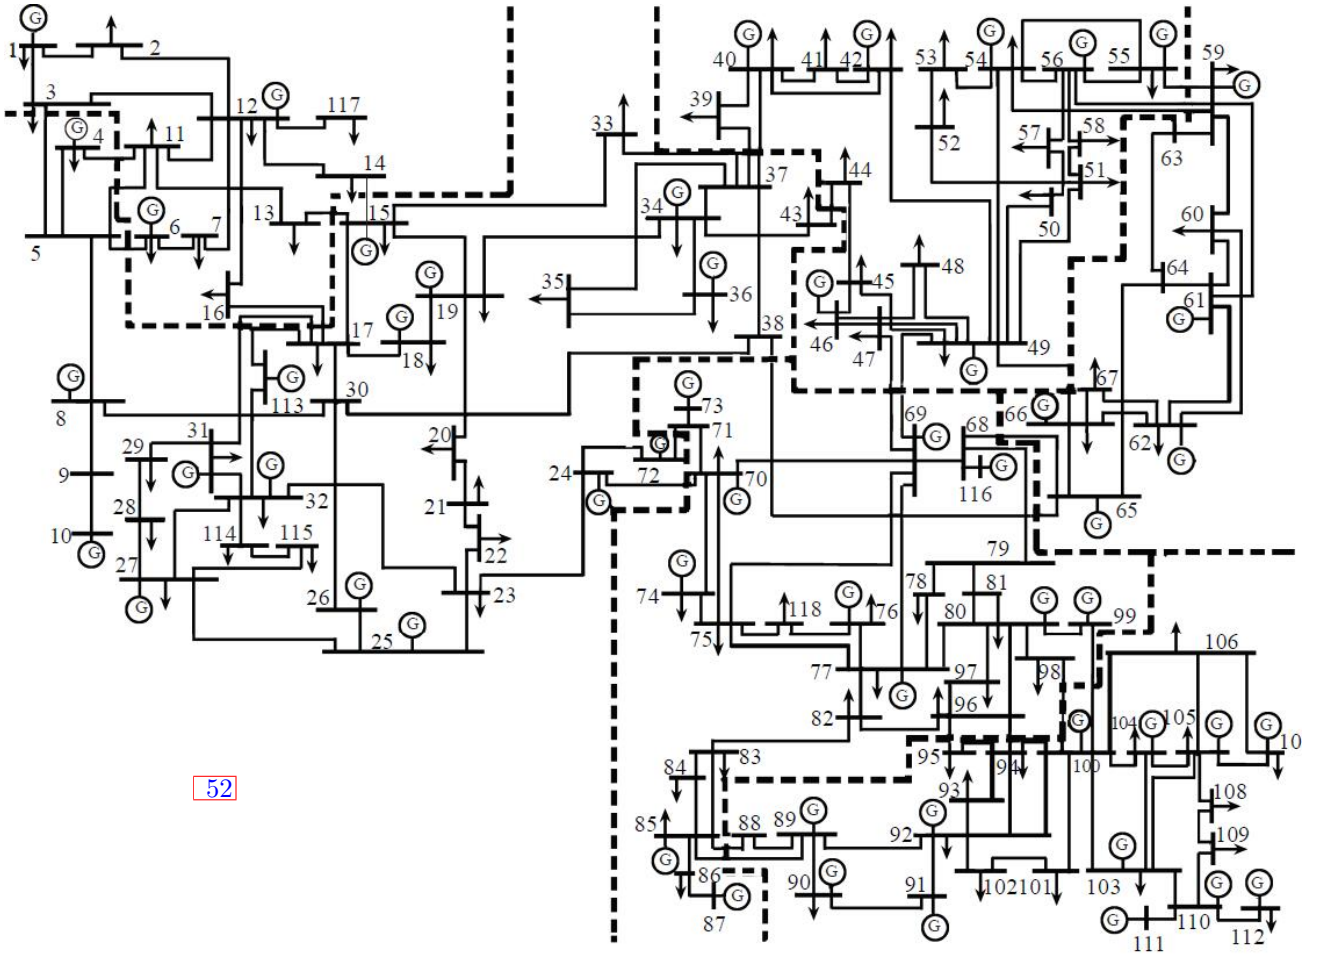 G G G G G G
1 2 40 41 42 53 54 56 55 59
G
3 12 G 117 39 33
G 4 11 52 57 58 63
14 37 44 51
G 34 G 43 50 60
13 15 6 7
5 G 48 64
35 G 36 45 61
G 19 G 46 47 G
16 17 G 18 38 49
G
G 113 30 G 73 67
8 71 69 G 68 66 G
31 20 G 72 62
29 G G 24 70 116 G G
9 32 G G 65
28 21 G
10 114 115 22 79
G 27 G 78 81
26 23 G 74 118 G 76 80 G G 99
G 25 G 75 106
77 97 98
G 96
82 G 104 G 105 G G
83 95 94 100 10
52 84 93 108
85 88 89 G 92 G 109
G 86 G G
90 G 91 102 101 103 G G
87 G G G 111 110 112